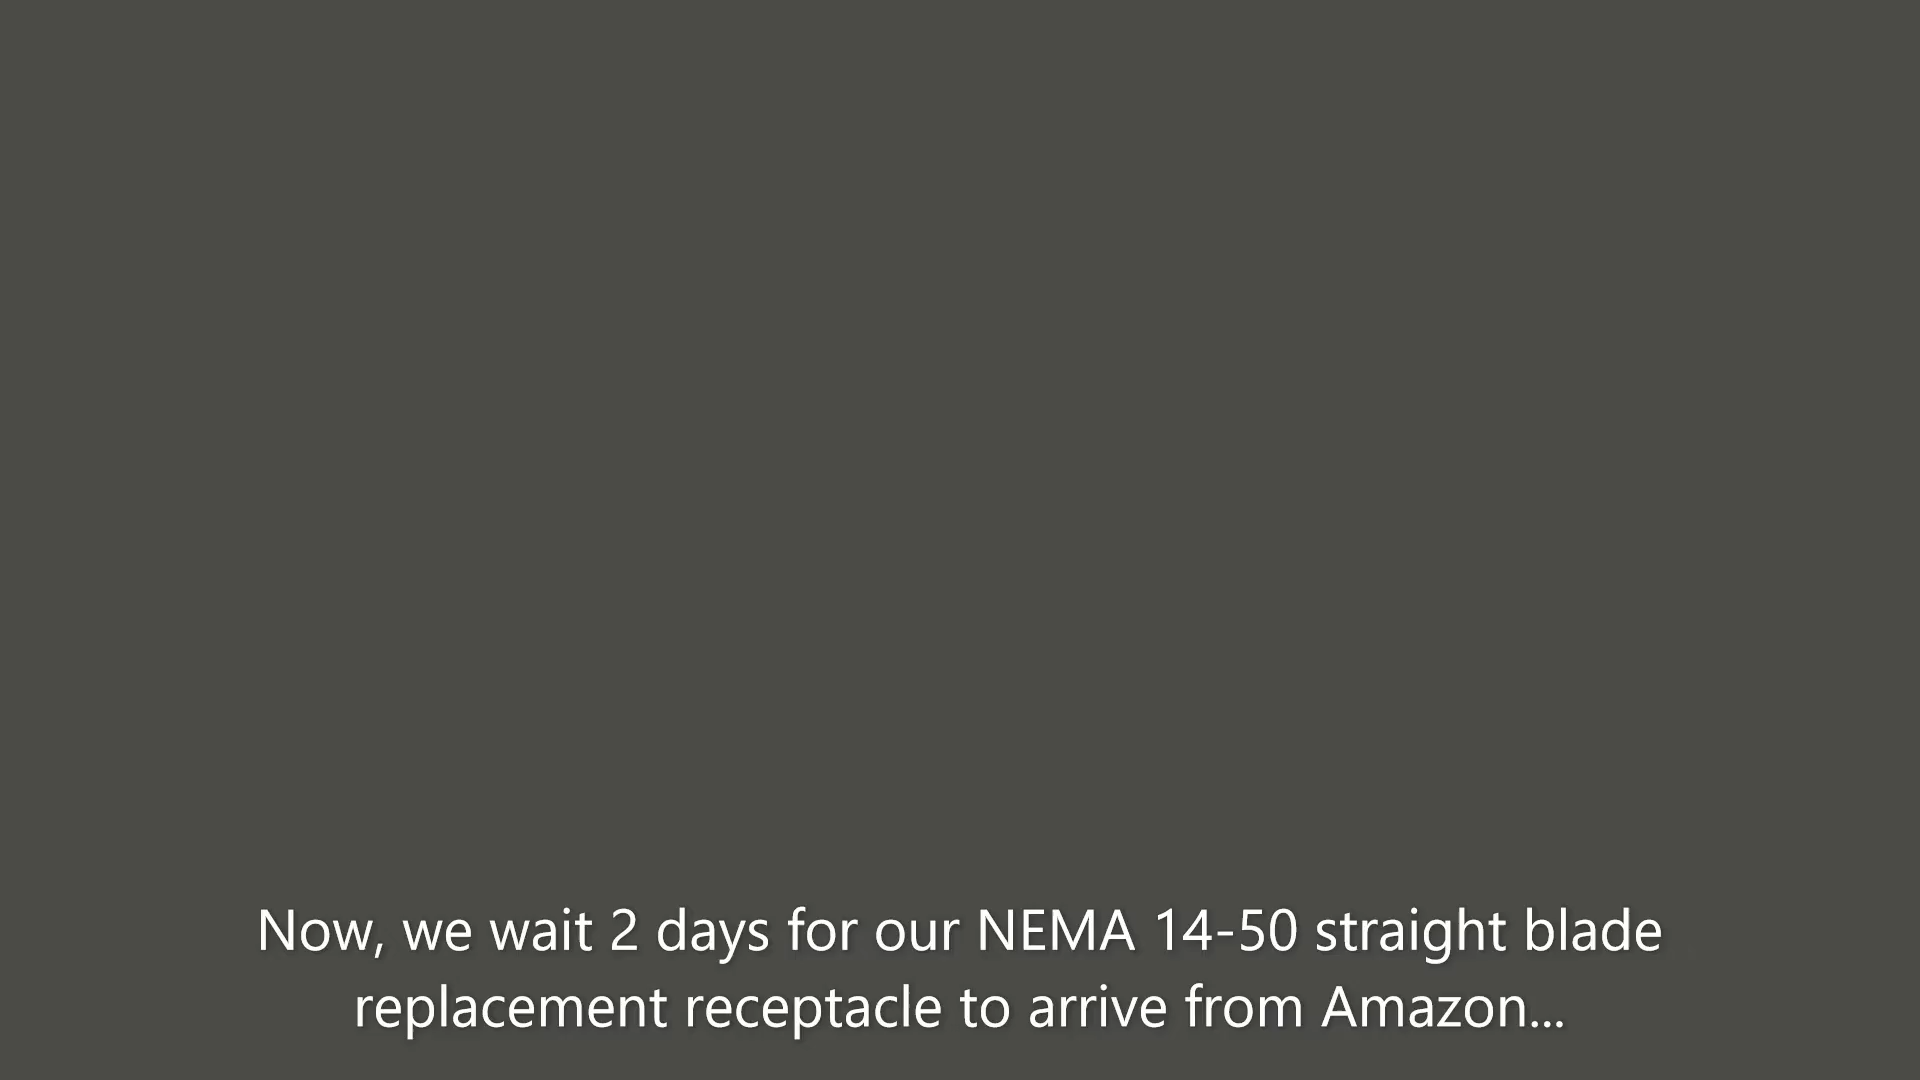 Now, we wait 2 days for our NEMA 14-50 straight blade
replacement receptacle to arrive from Amazon...